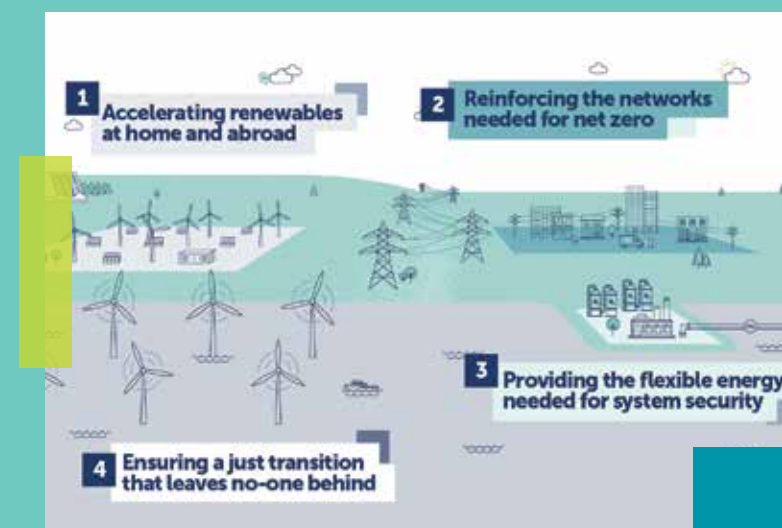 1
Accelerating renewables
at home and abroad
2
Reinforcing the networks
needed for net zero
3
Providing the flexible energy
needed for system security
4
Ensuring a just transition
that leaves no-one behind